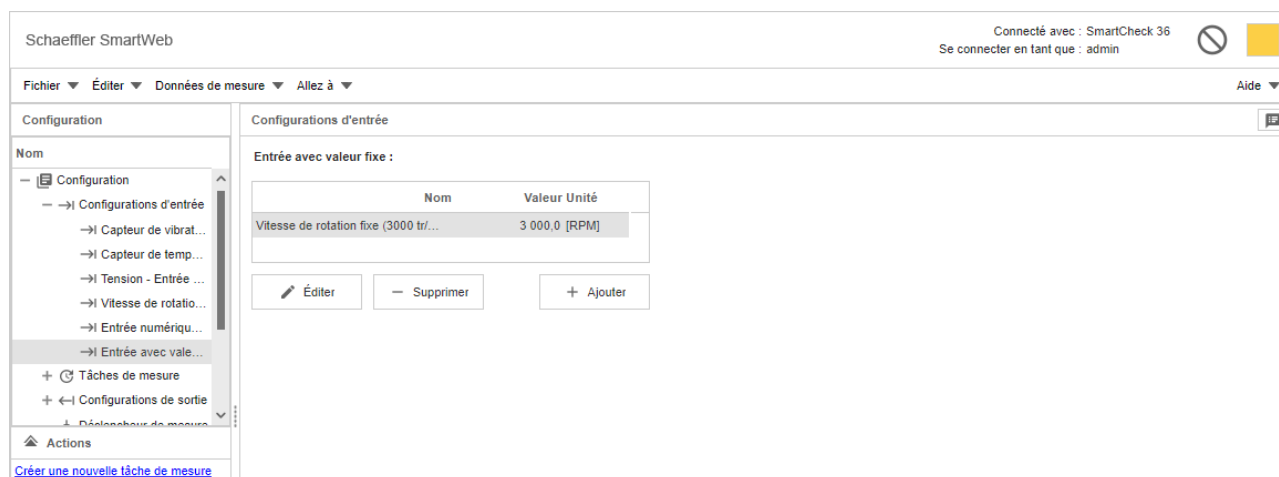 Schaeffler SmartWeb
Connecté avec : SmartCheck 36
Se connecter en tant que : admin
Fichier Éditer Données de mesure Allez à Aide
Configuration
Configurations d'entrée
Nom
Configuration
Configurations d'entrée
Capteur de vibrat...
Capteur de temp...
Tension - Entrée ...
Vitesse de rotatio...
Entrée numériqu...
Entrée avec vale...
Tâches de mesure
Configurations de sortie
Déclencheur de mesure
Actions
Créer une nouvelle tâche de mesure
Entrée avec valeur fixe :
Nom Valeur Unité
Vitesse de rotation fixe (3000 tr/... 3 000,0 [RPM]
Éditer Supprimer Ajouter